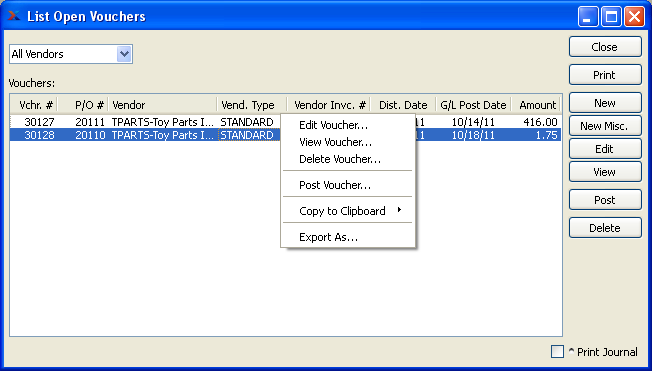 List Open Vouchers
All Vendors
Close
Vouchers:
Print
Vchr. # P/O # Vendor Vend. Type Vendor Invc. # Dist. Date G/L Post Date Amount
New
30127 20111 TPARTS-Toy Parts I... STANDARD 11 10/14/11 416.00
New Misc.
30128 20110 TPARTS-Toy Parts I... STANDARD 11 10/18/11 1.75
Edit Voucher...
View Voucher...
Delete Voucher...
Post Voucher...
Copy to Clipboard
Export As...
Edit
View
Post
Delete
^ Print Journal